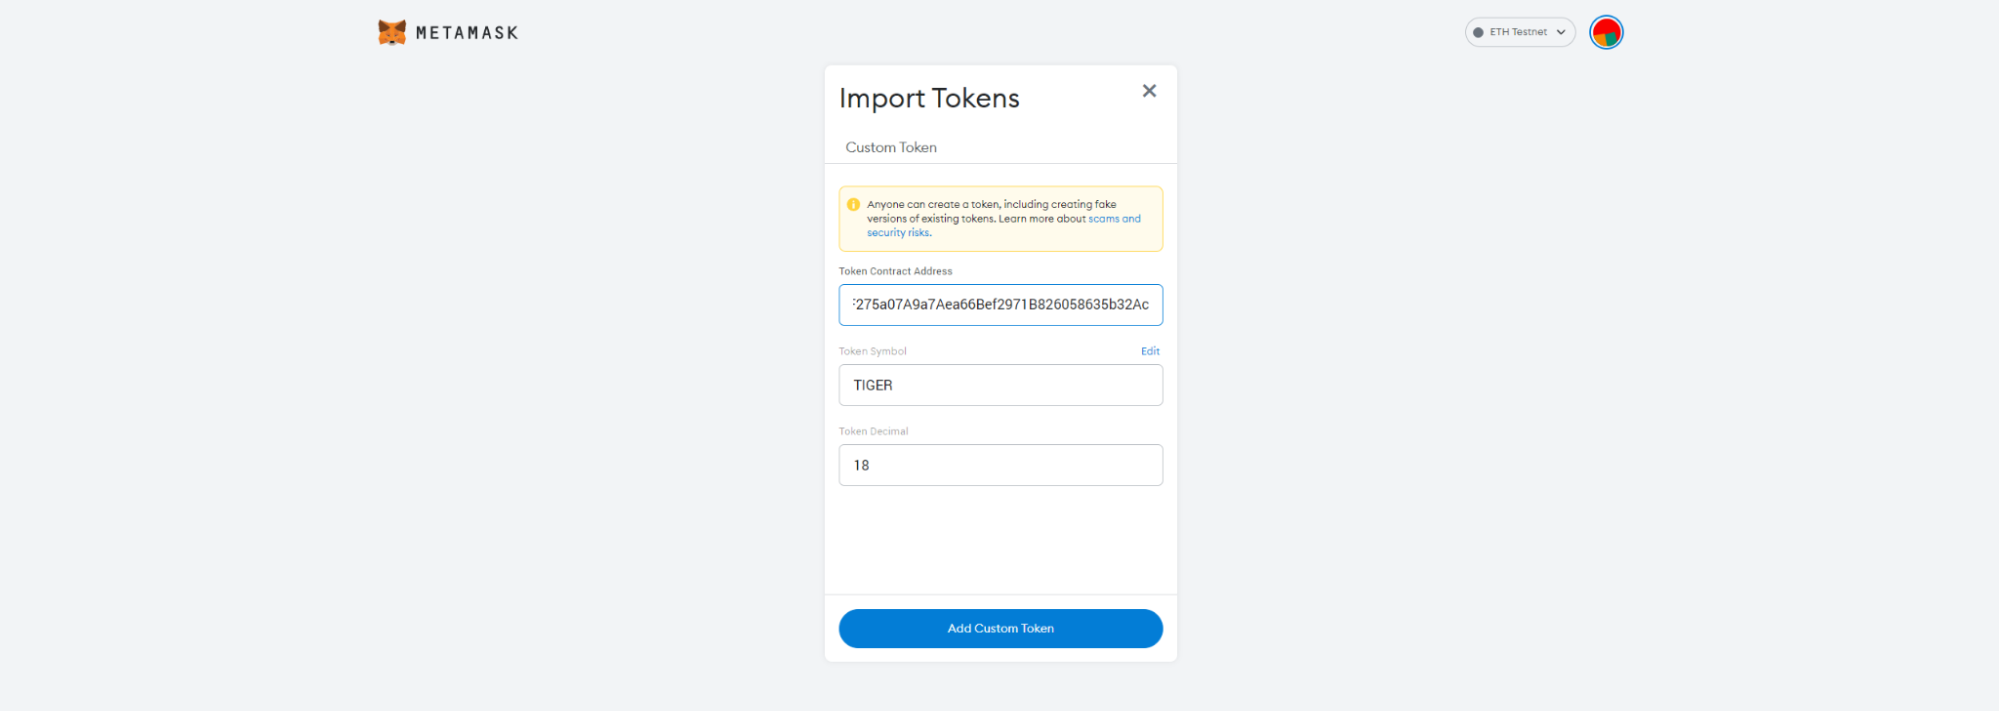 METAMASK
ETH Testnet
Import Tokens
Custom Token
Anyone can create a token, including creating fake
versions of existing tokens. Learn more about scams and
security risks.
Token Contract Address
275a07A9a7Aea66Bef2971B826058635b32Ac
Token Symbol
Edit
TIGER
Token Decimal
18
Add Custom Token